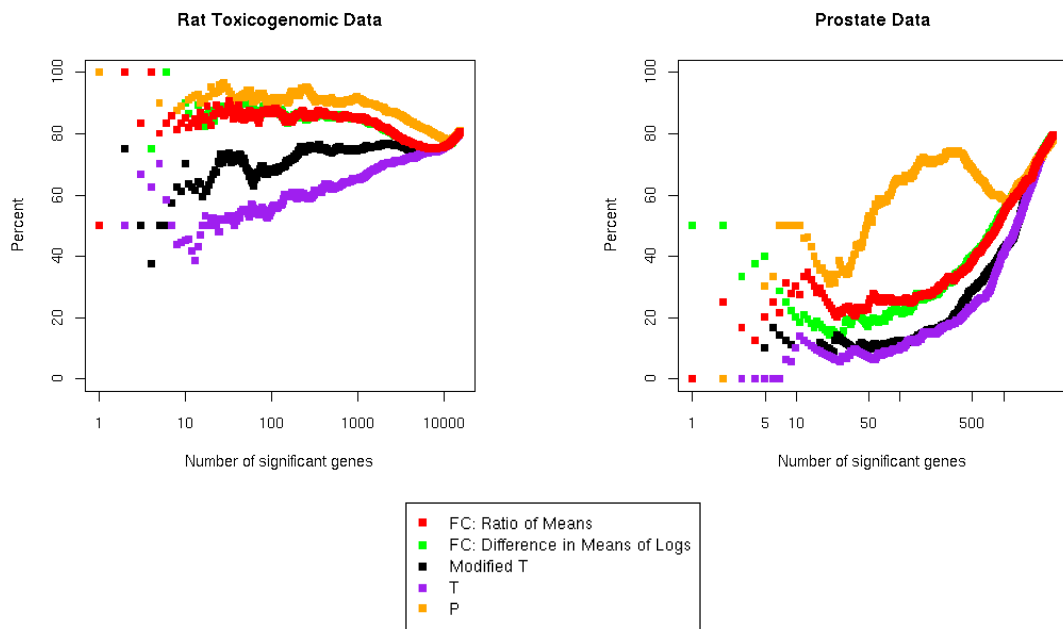 Rat Toxicogenomic Data
Percent
0
20
40
60
80
100
1
10
100
1000
10000
Number of significant genes
Prostate Data
Percent
0
20
40
60
80
100
1
5
10
50
500
Number of significant genes
FC: Ratio of Means
FC: Difference in Means of Logs
Modified T
T
P